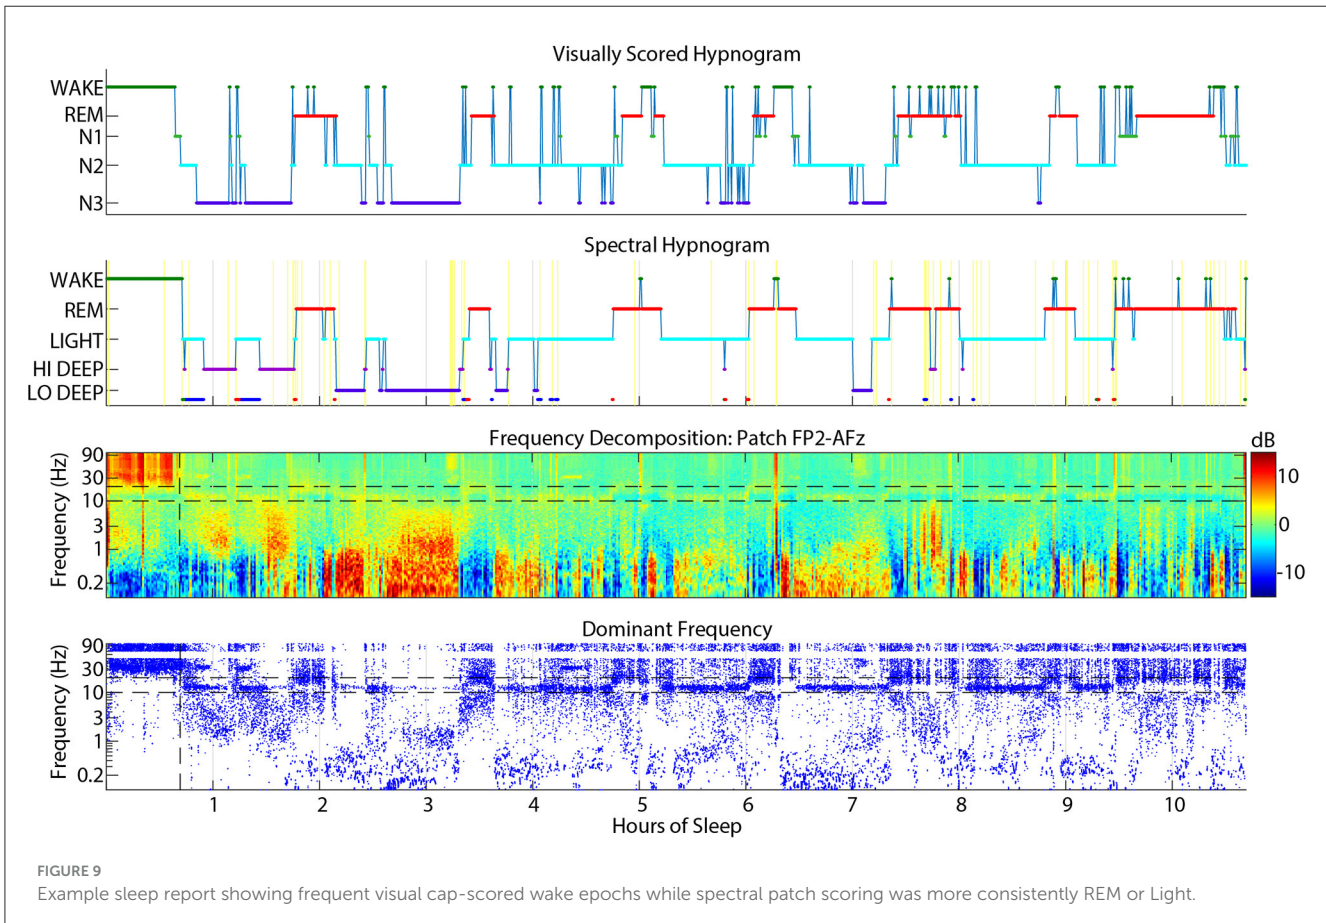 Visually Scored Hypnogram
WAKE
REM
N1
N2
N3
Spectral Hypnogram
WAKE
REM
LIGHT
HI DEEP
LO DEEP
Frequency Decomposition: Patch FP2-AFz
dB
Frequency (Hz)
90
30
10
3
1
0.2
10
0
-10
Dominant Frequency
Frequency (Hz)
90
30
10
3
1
0.2
1 2 3 4 5 6 7 8 9 10
Hours of Sleep
FIGURE 9
Example sleep report showing frequent visual cap-scored wake epochs while spectral patch scoring was more consistently REM or Light.